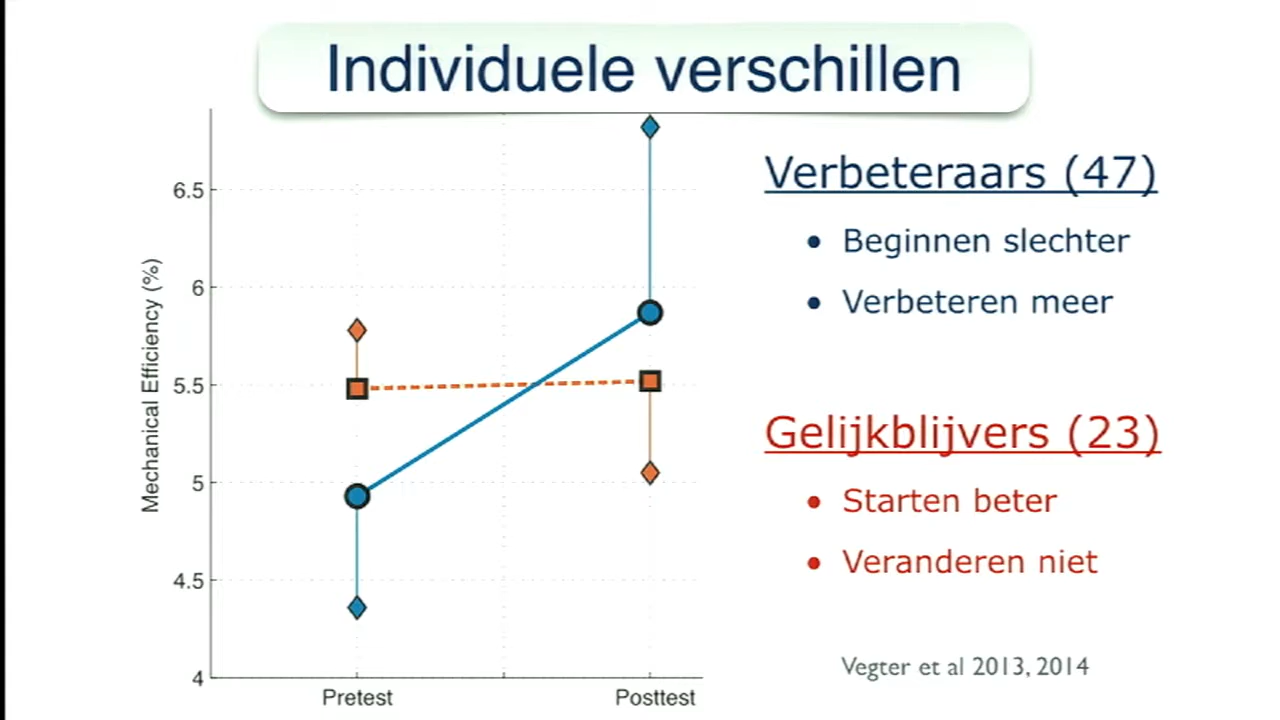 Individuele verschillen
Mechanical Efficiency (%)
6.5
6
5.5
5
4.5
4
Pretest
Posttest
Verbeteraars (47)
• Beginnen slechter
• Verbeteren meer
Gelijkblijvers (23)
• Starten beter
• Veranderen niet
Vegter et al 2013, 2014